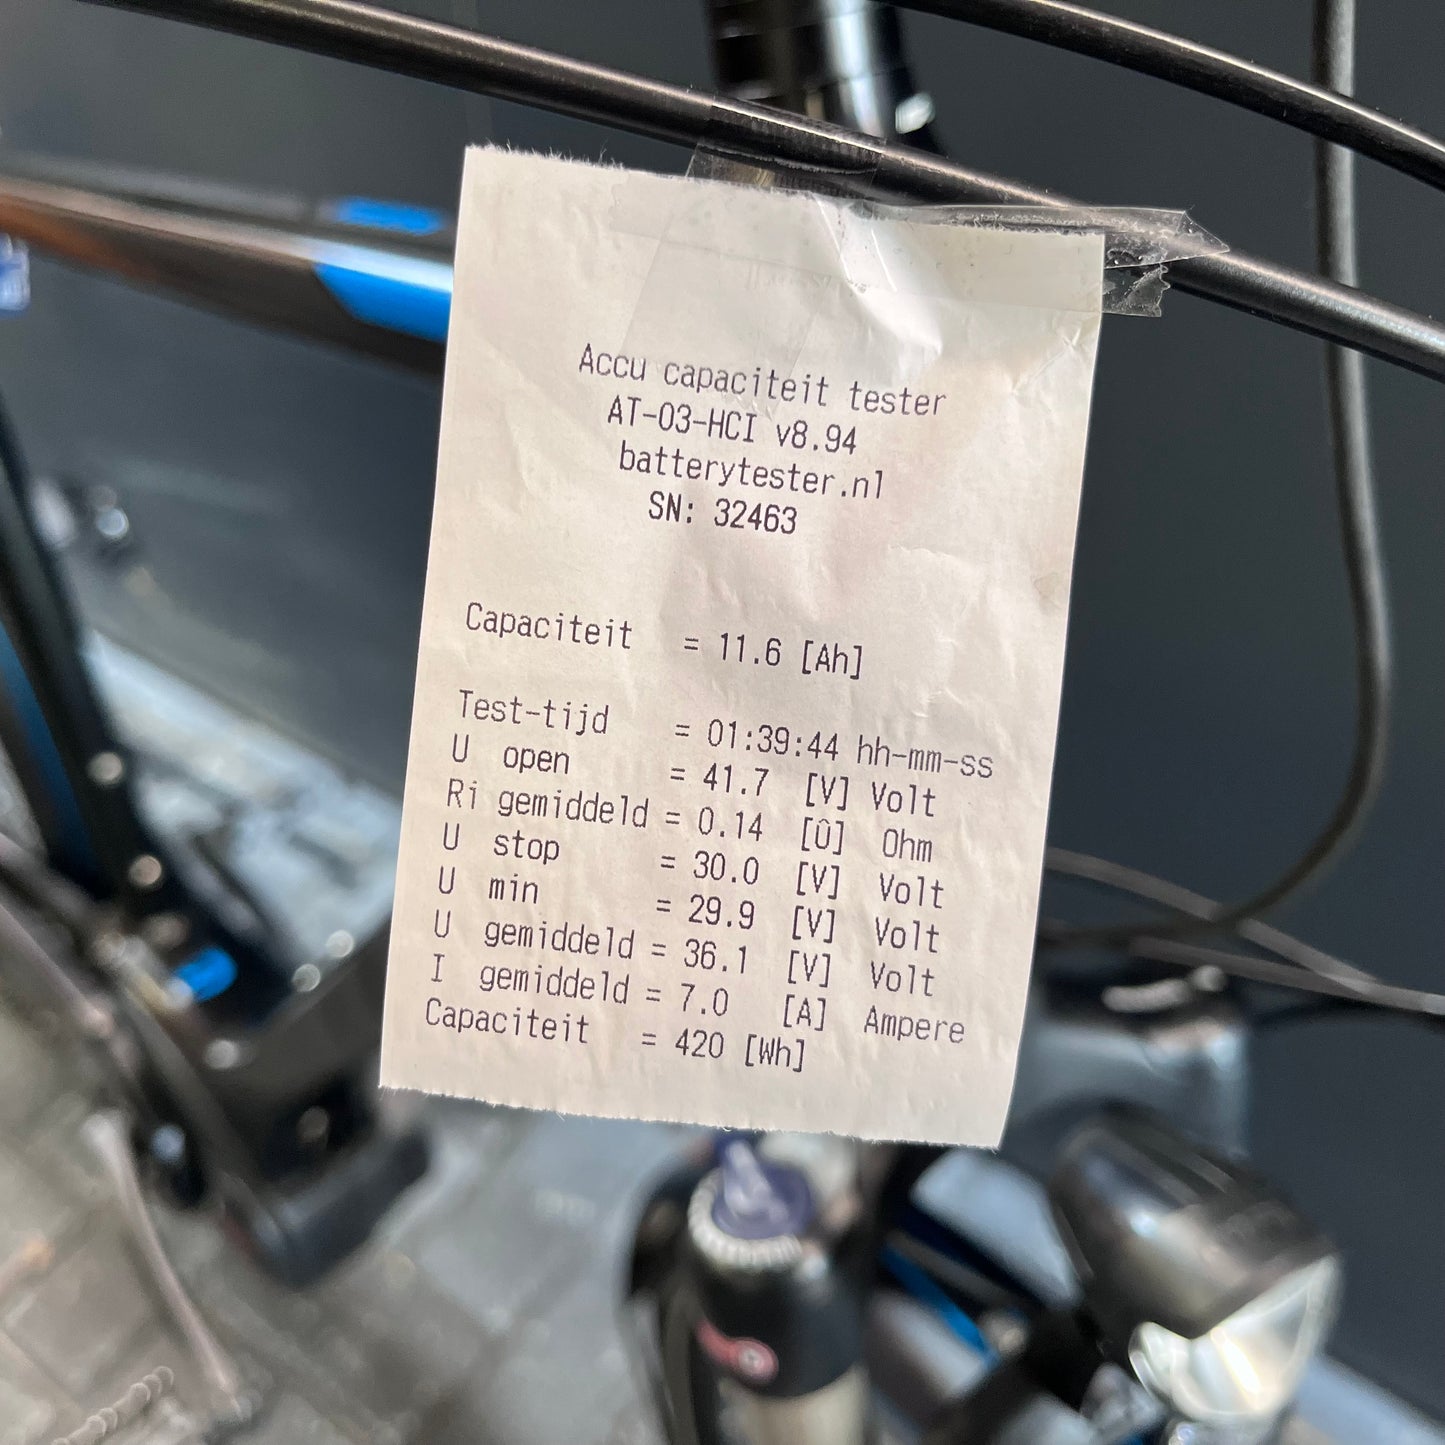 Accu capaciteit tester
AT-03-HCI v8.94
batterytester.nl
SN: 32463
Capaciteit = 11.6 [Ah]
Test-tijd = 01:39:44 hh-mm-ss
U open = 41.7 [V] Volt
Ri gemiddeld = 0.14 [Û] Ohm
U stop = 30.0 [V] Volt
U min = 29.9 [V] Volt
U gemiddeld = 36.1 [V] Volt
I gemiddeld = 7.0 [A] Ampere
Capaciteit = 420 [Wh]